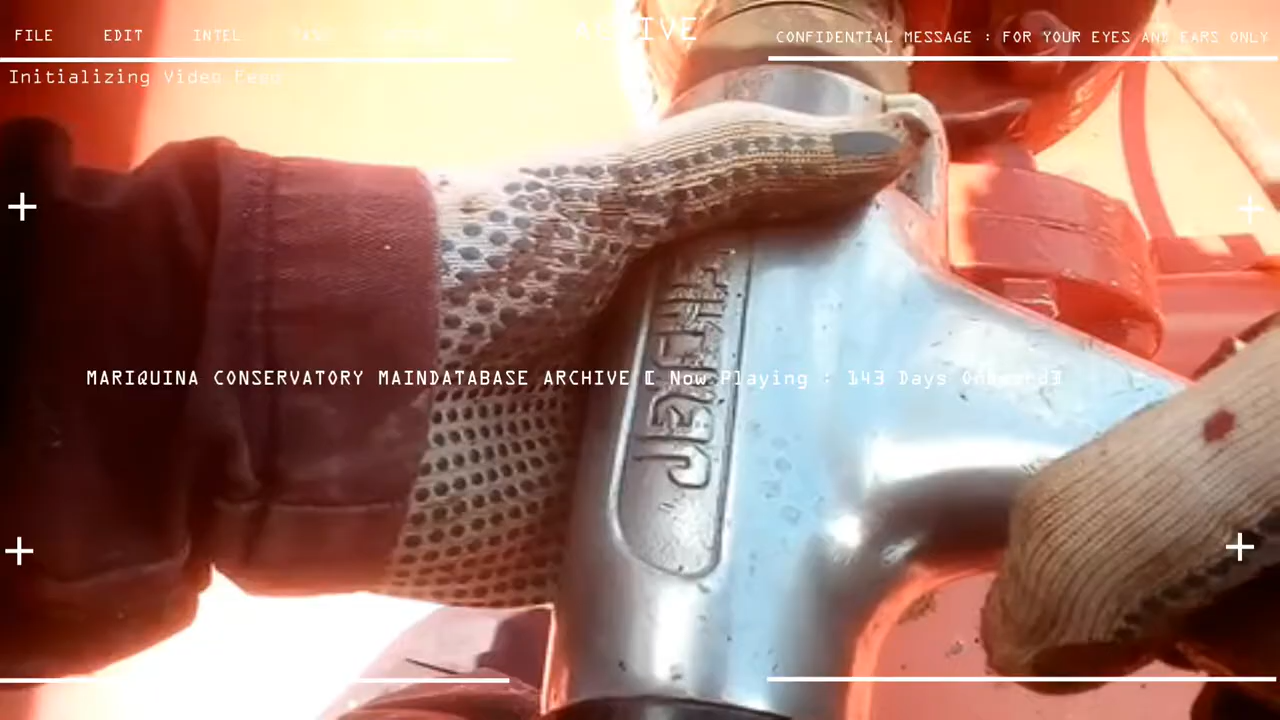 FILE EDIT INTEL
CONFIDENTIAL MESSAGE : FOR YOUR EYES AND EARS ONLY
Initializing Video Feed
MARIQUINA CONSERVATORY MAINDATABASE ARCHIVE [ Now Playing : 143 Days Onboard]